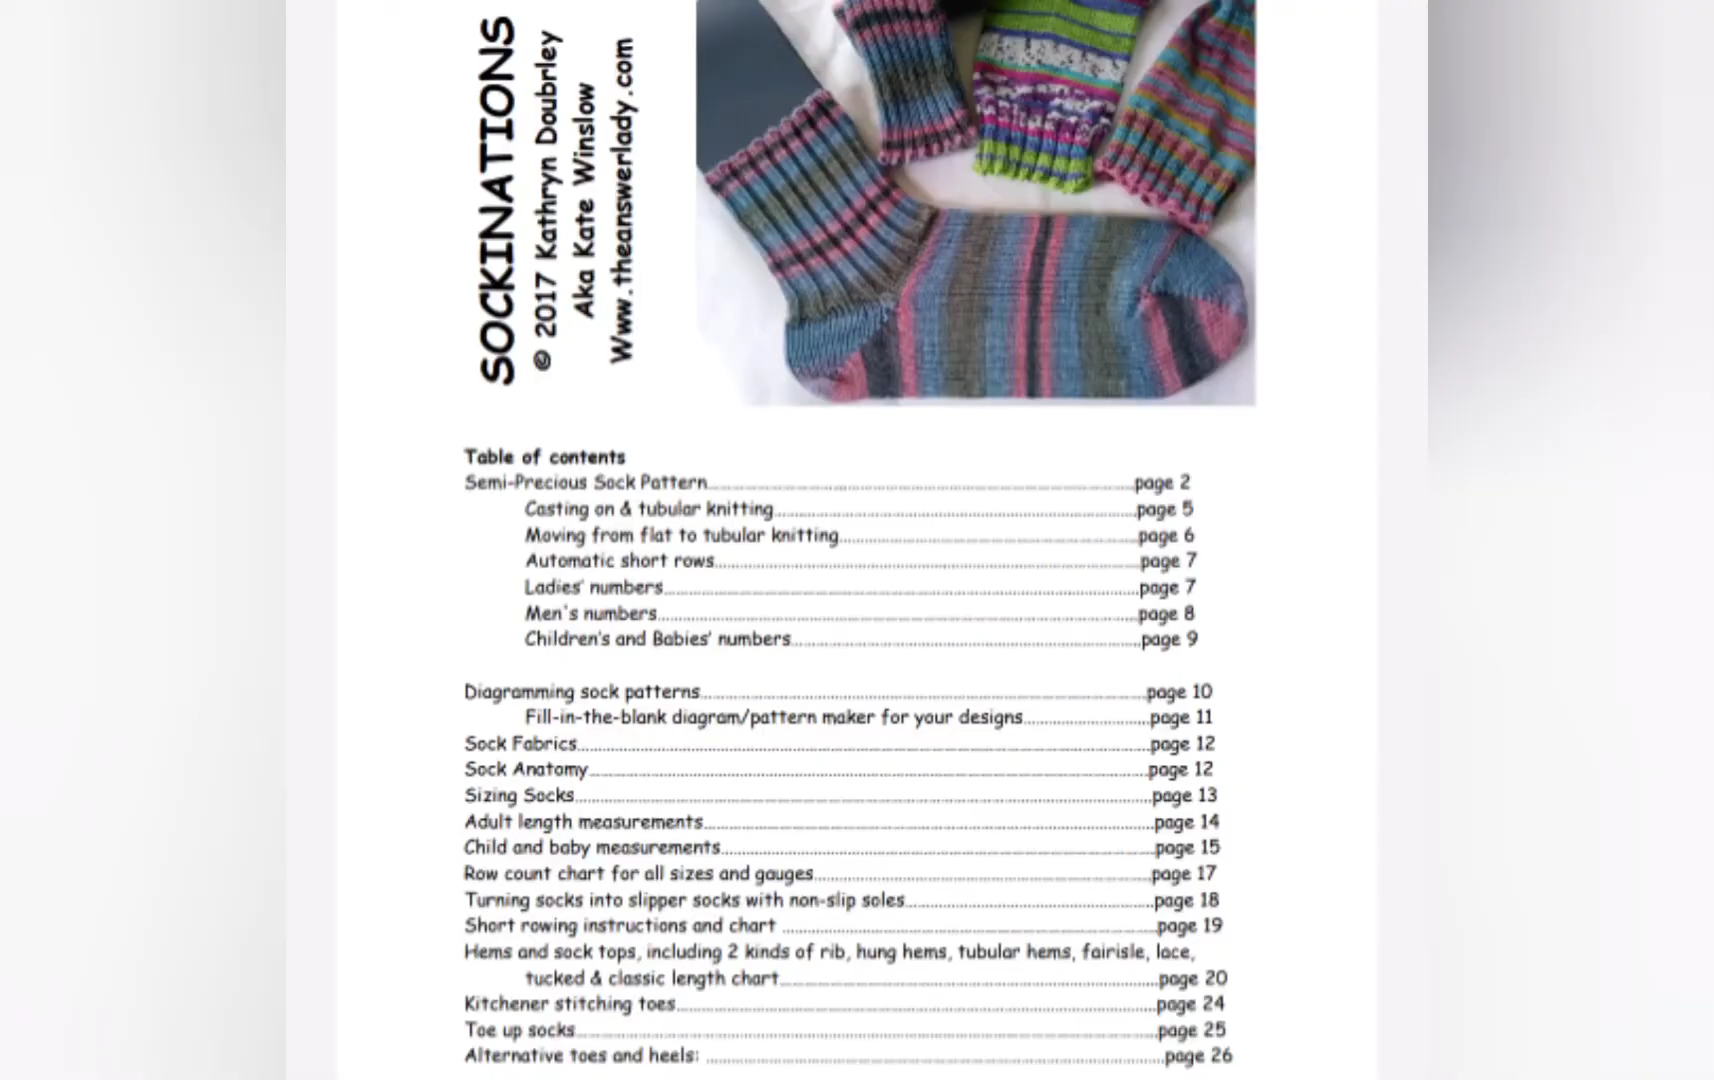 SOCKINATIONS
© 2017 Kathryn Doubrley
Aka Kate Winslow
Www.theanswerlady.com
Table of contents
Semi-Precious Sock Pattern page 2
Casting on & tubular knitting page 5
Moving from flat to tubular knitting page 6
Automatic short rows page 7
Ladies' numbers page 7
Men's numbers page 8
Children's and Babies' numbers page 9
Diagramming sock patterns page 10
Fill-in-the-blank diagram/pattern maker for your designs page 11
Sock Fabrics page 12
Sock Anatomy page 12
Sizing Socks page 13
Adult length measurements page 14
Child and baby measurements page 15
Row count chart for all sizes and gauges page 17
Turning socks into slipper socks with non-slip soles page 18
Short rowing instructions and chart page 19
Hems and sock tops, including 2 kinds of rib, hung hems, tubular hems, fairisle, lace,
tucked & classic length chart page 20
Kitchener stitching toes page 24
Toe up socks page 25
Alternative toes and heels: page 26